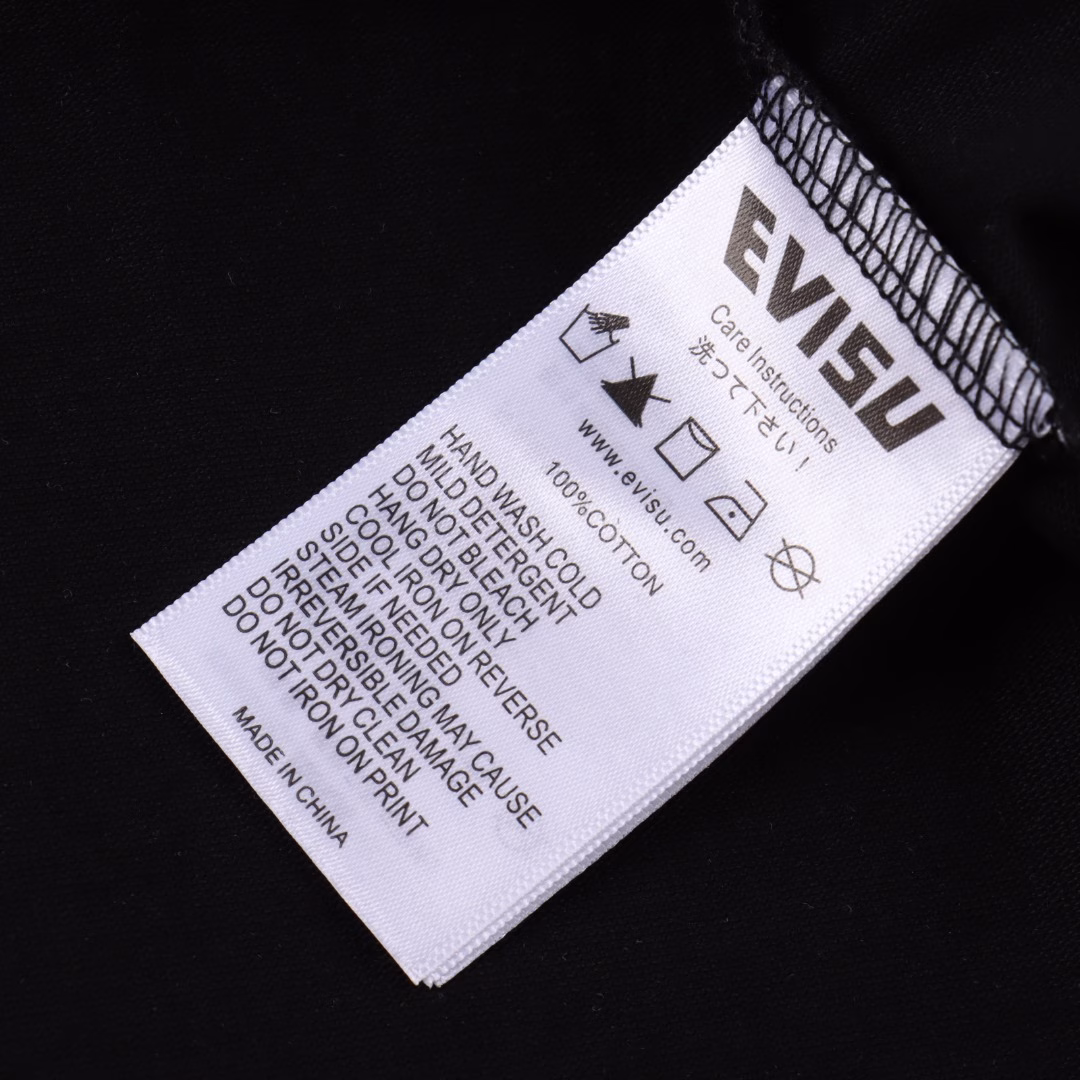 EVISU
Care Instructions
洗って下さい！
www.evisu.com
100%COTTON
HAND WASH COLD
MILD DETERGENT
DO NOT BLEACH
HANG DRY ONLY
COOL IRON ON REVERSE
SIDE IF NEEDED
STEAM IRONING MAY CAUSE
IRREVERSIBLE DAMAGE
DO NOT DRY CLEAN
DO NOT IRON ON PRINT
MADE IN CHINA